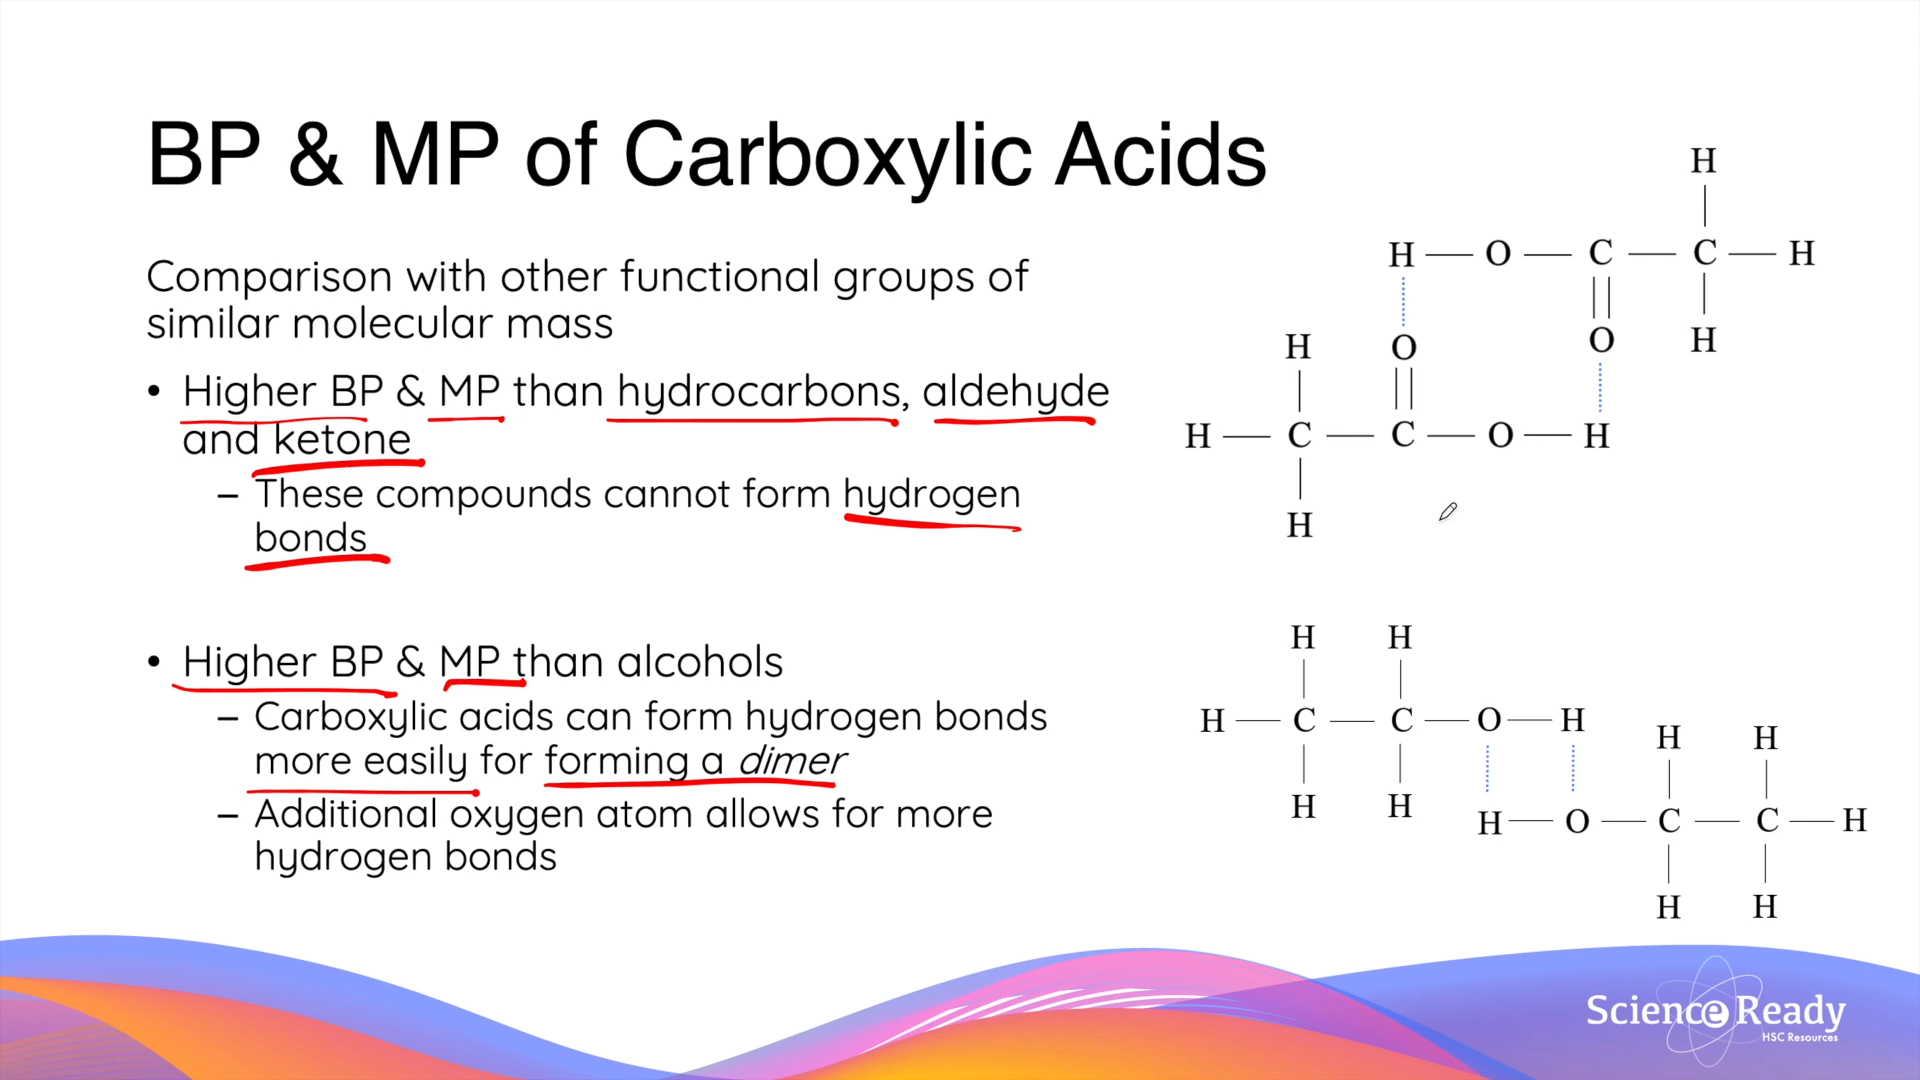 BP & MP of Carboxylic Acids
Comparison with other functional groups of
similar molecular mass
• Higher BP & MP than hydrocarbons, aldehyde
and ketone
– These compounds cannot form hydrogen
bonds
• Higher BP & MP than alcohols
– Carboxylic acids can form hydrogen bonds
more easily for forming a dimer
– Additional oxygen atom allows for more
hydrogen bonds
H
H O C C H
O H
H O
H C C O H
H
H H
H C C O H
H H
H H
H O C C H
H H
Science Ready
HSC Resources